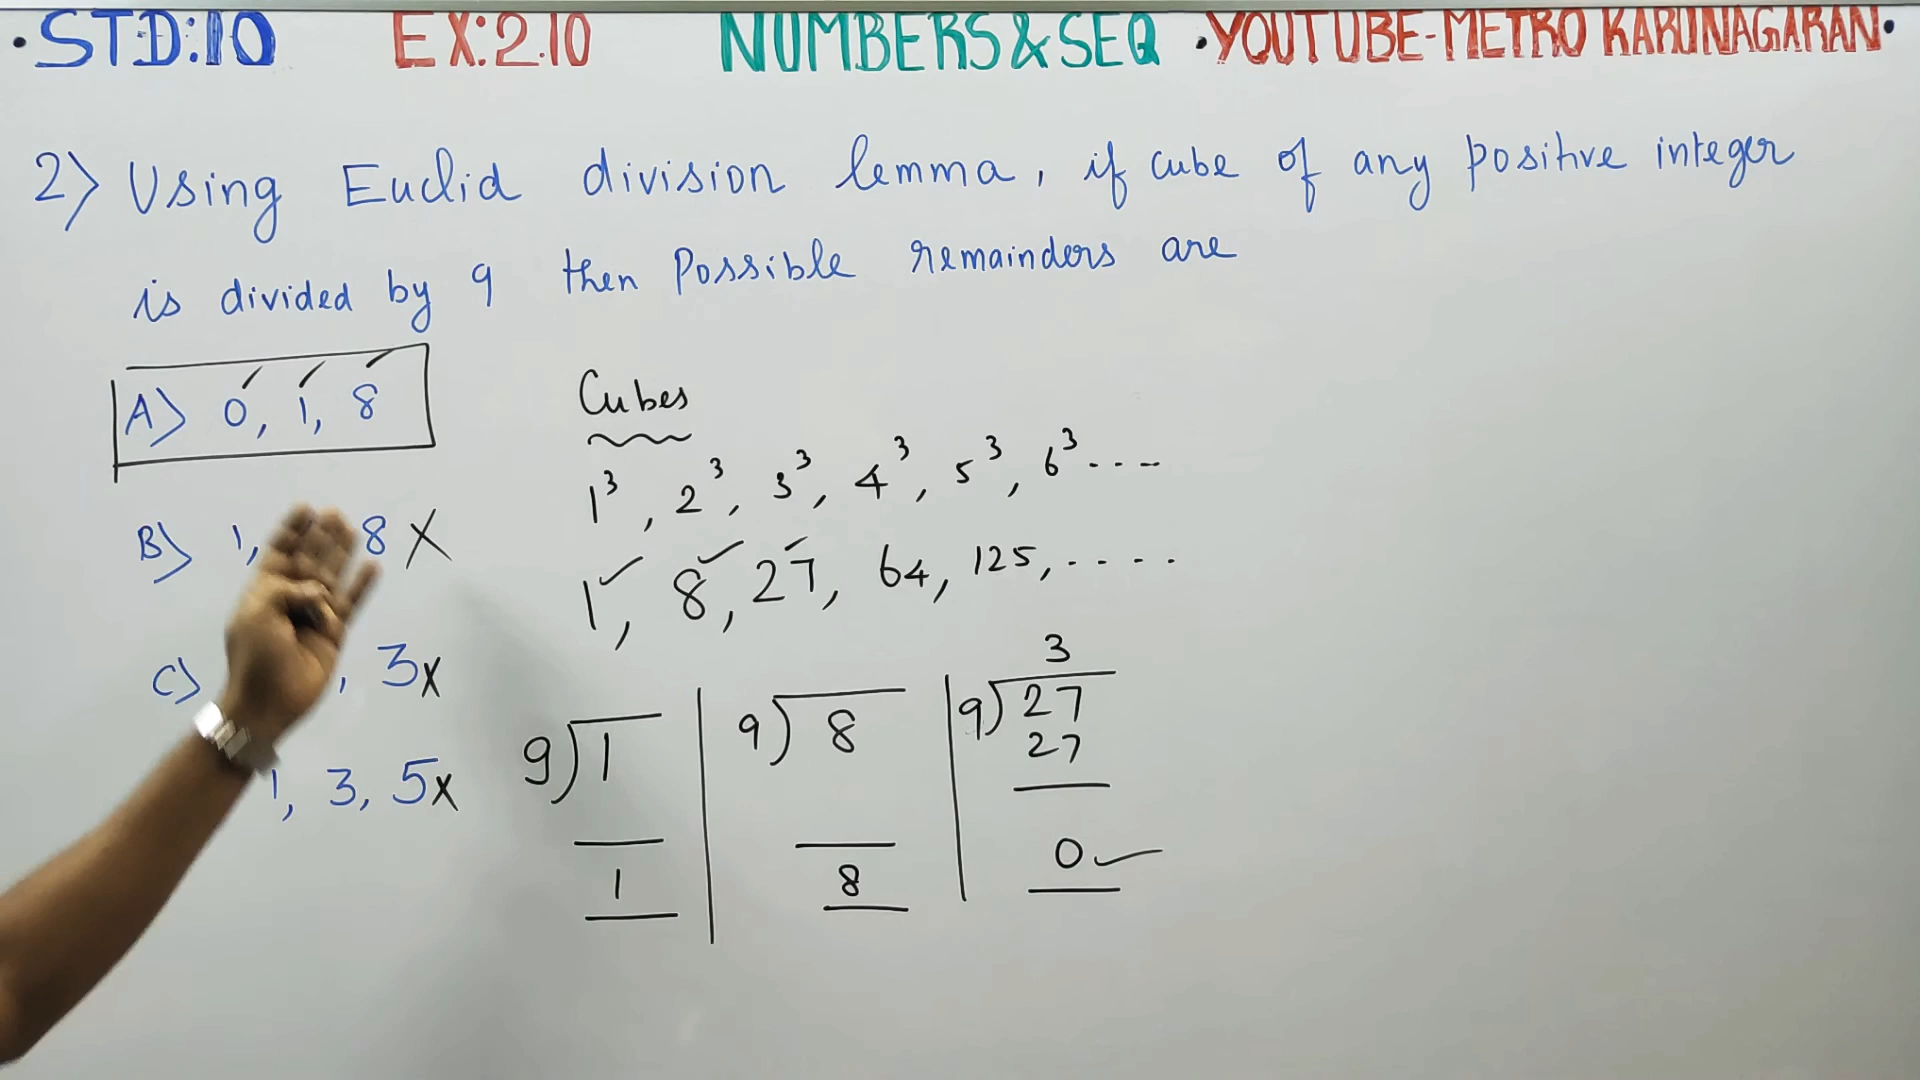 ·STD:10 EX:2.10 NUMBERS&SEQ ·YOUTUBE-METRO KARUNAGARAN·
2) Using Euclid division lemma, if cube of any positive integer
is divided by 9 then possible remainders are
A) 0, 1, 8
B) 1, 8 X
C) , 3x
1, 3, 5x
Cubes
1³, 2³, 3³, 4³, 5³, 6³....
1, 8, 27, 64, 125, ....
9)1
1
9)8
8
3
9)27
27
0